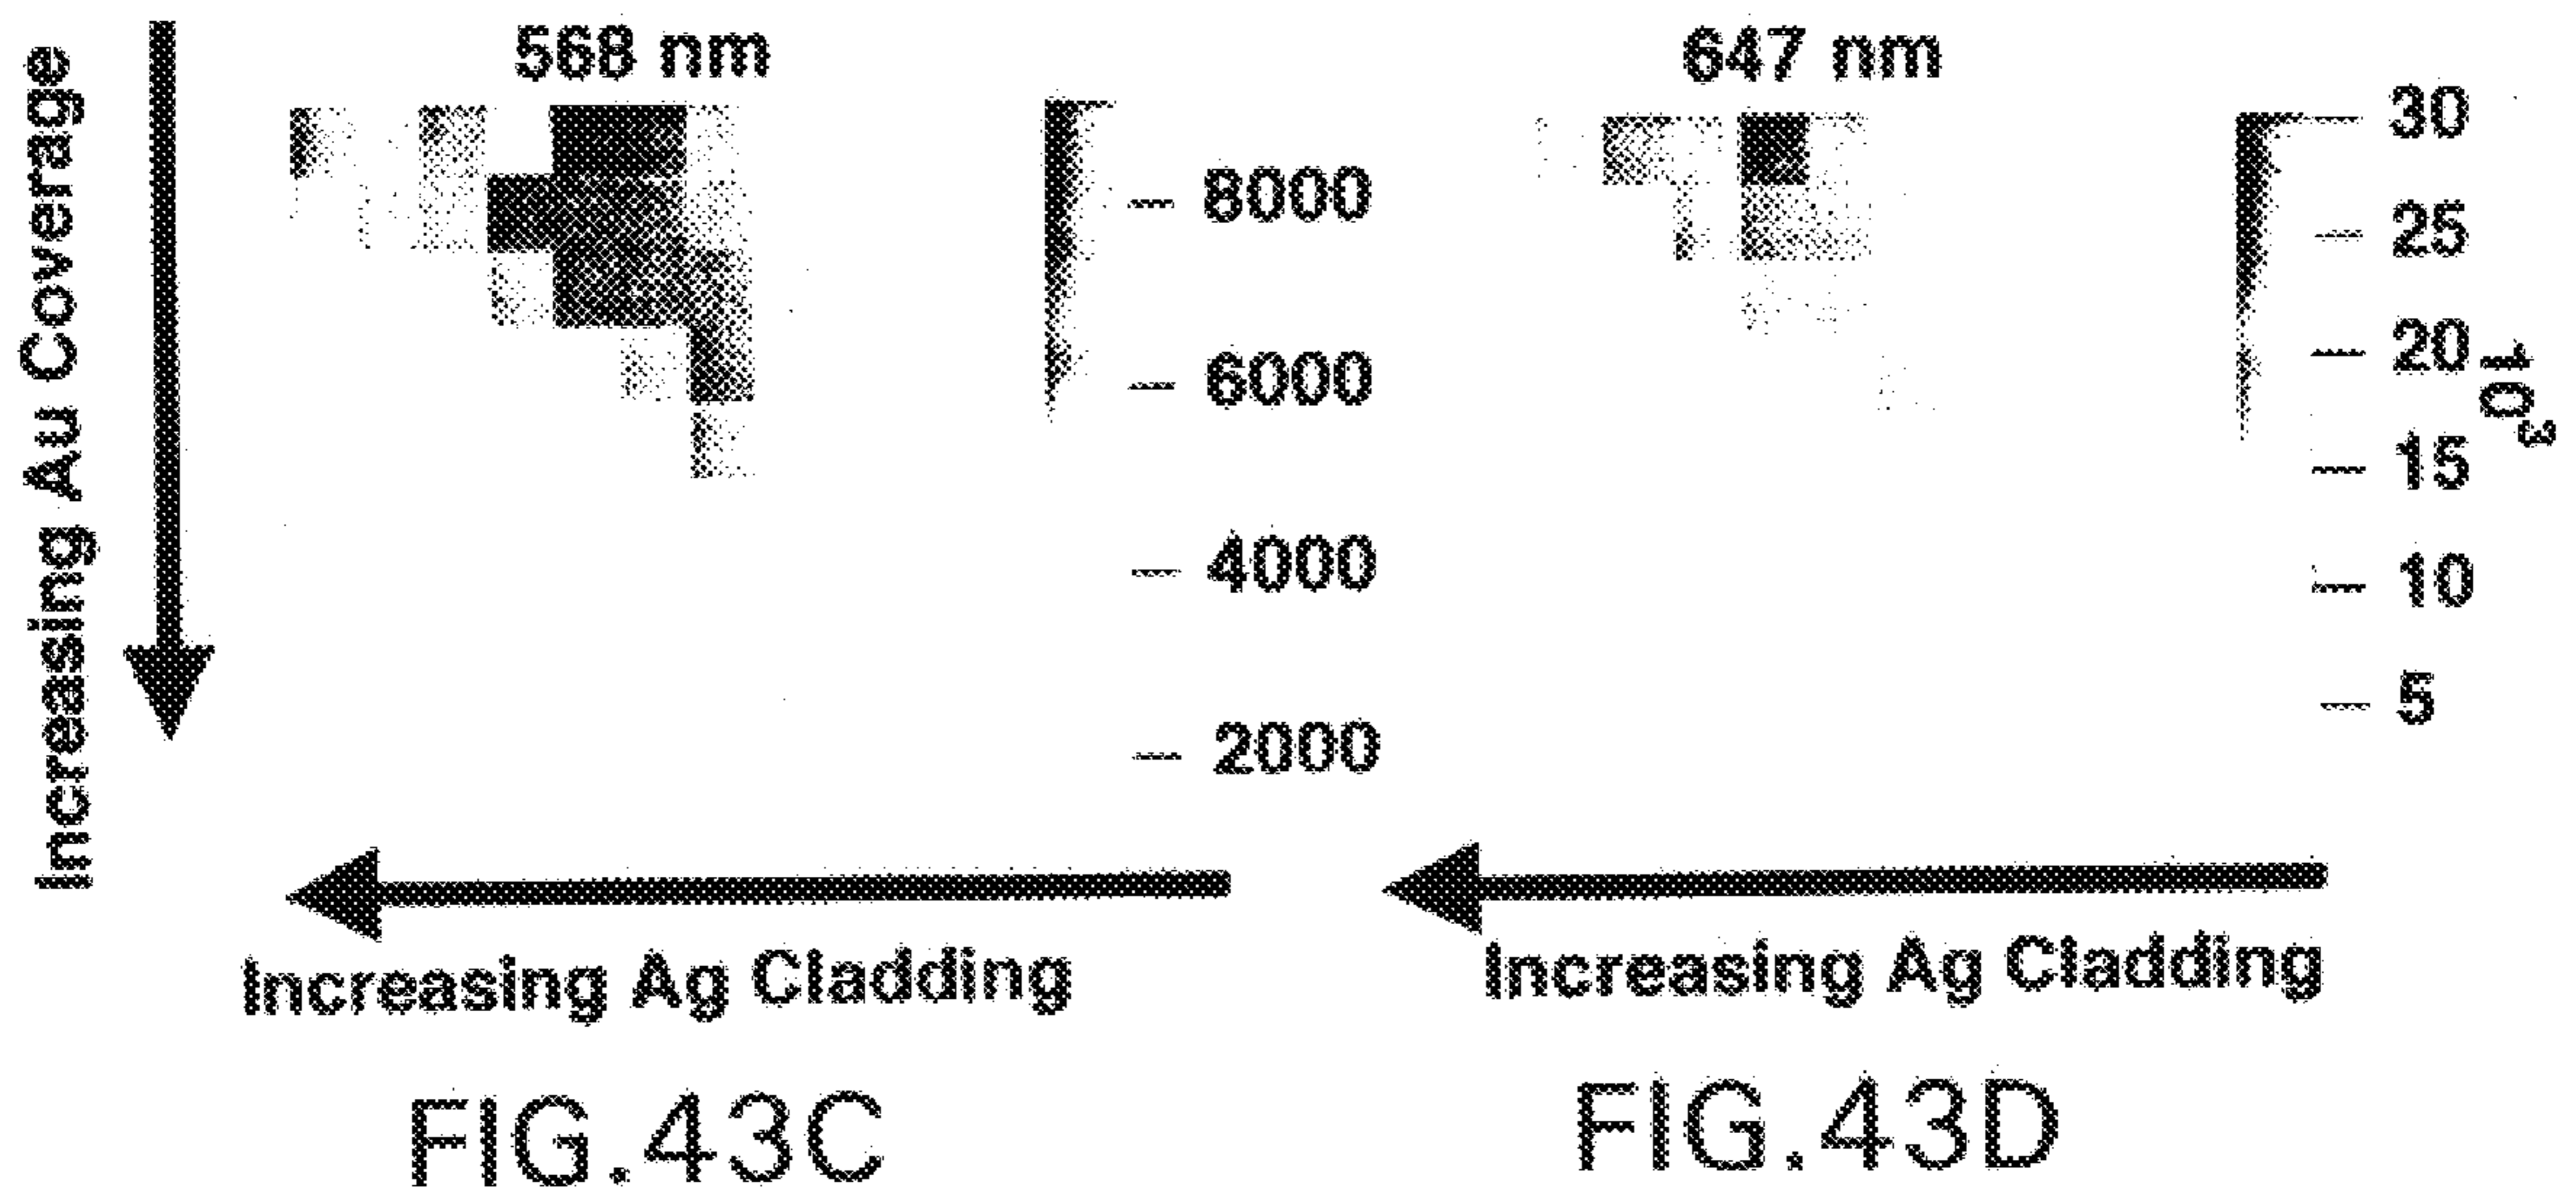 Increasing Au Coverage
568 nm
8000
6000
4000
2000
Increasing Ag Cladding
FIG.43C
647 nm
30
25
20
15
10
5
10³
Increasing Ag Cladding
FIG.43D